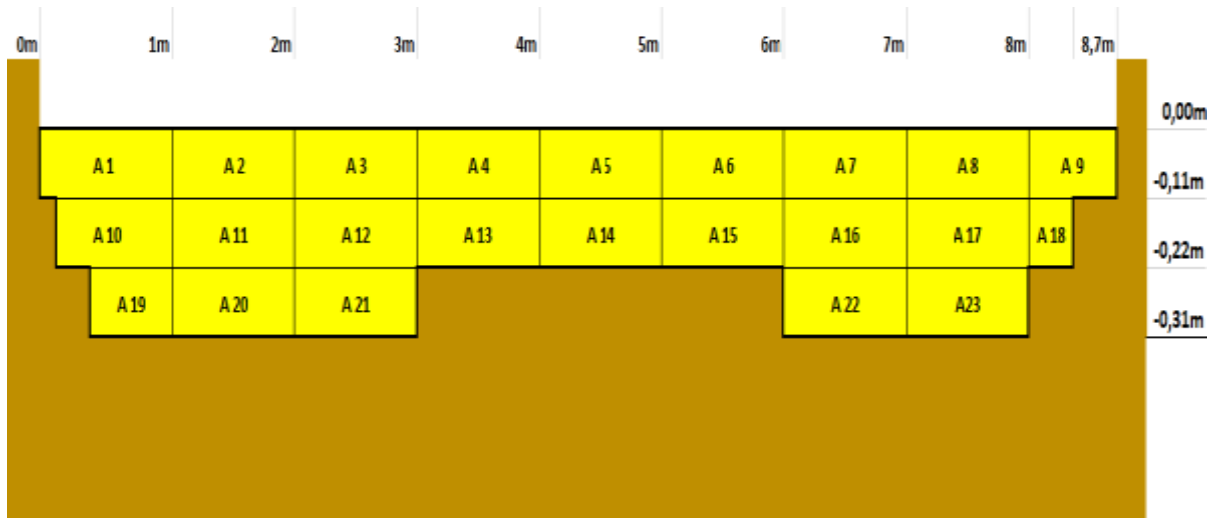 0m 1m 2m 3m 4m 5m 6m 7m 8m 8,7m
0,00m
A 1 A 2 A 3 A 4 A 5 A 6 A 7 A 8 A 9
-0,11m
A 10 A 11 A 12 A 13 A 14 A 15 A 16 A 17 A 18
-0,22m
A 19 A 20 A 21 A 22 A23
-0,31m